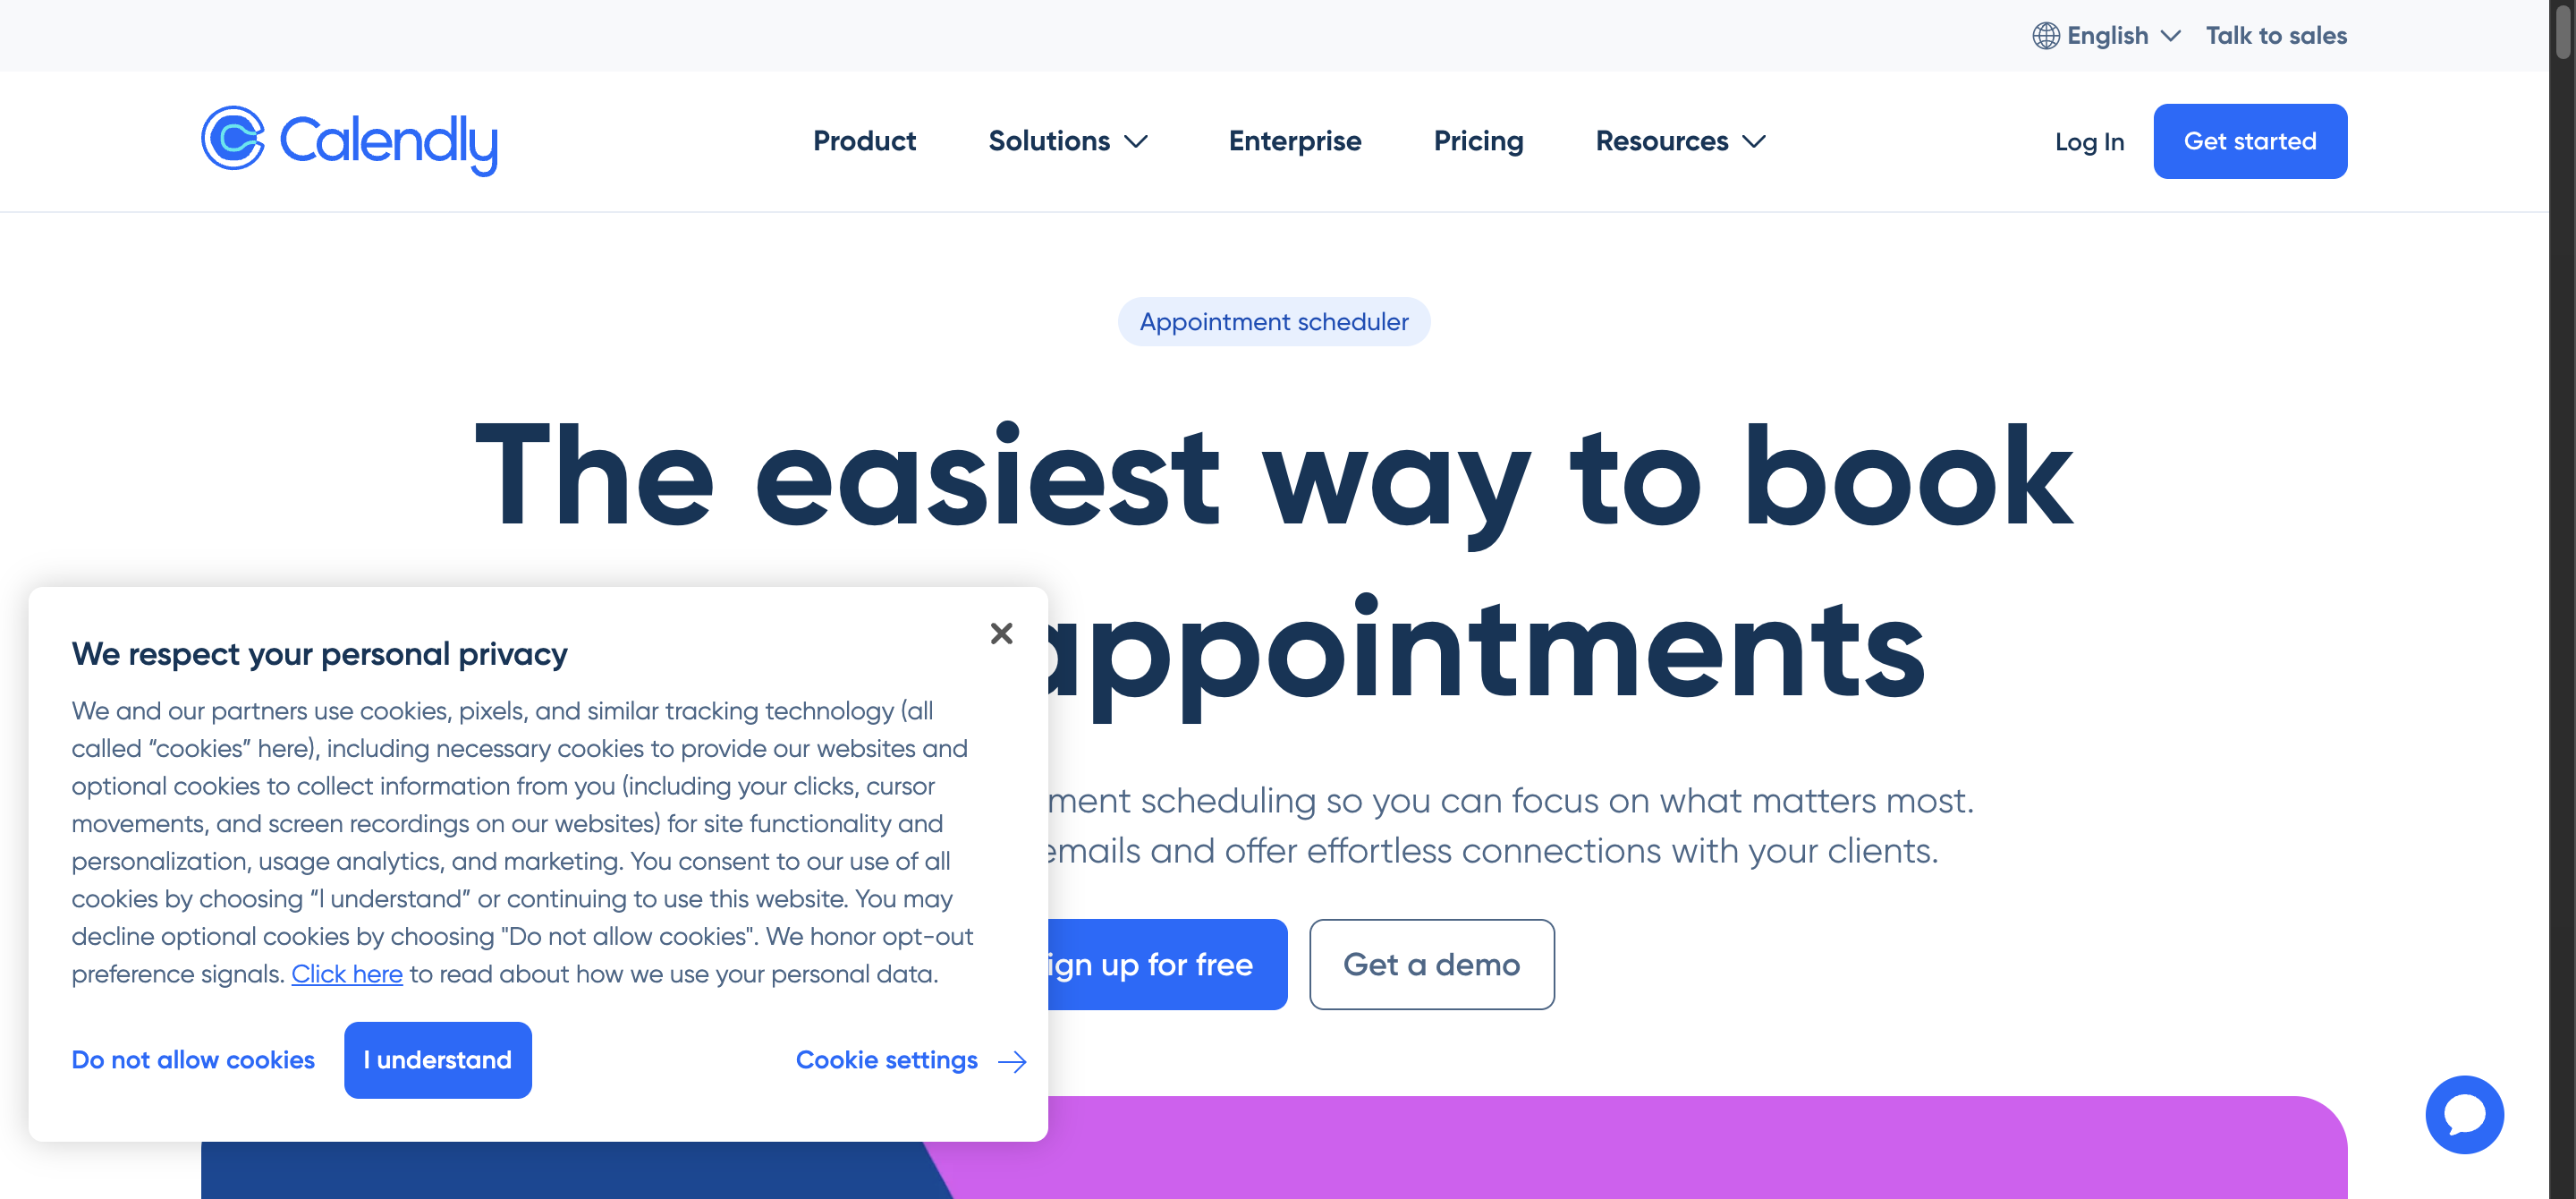 English
Talk to sales
Calendly
Product
Solutions
Enterprise
Pricing
Resources
Log In
Get started
Appointment scheduler
The easiest way to book
appointments
scheduling so you can focus on what matters most.
emails and offer effortless connections with your clients.
up for free
Get a demo
We respect your personal privacy
We and our partners use cookies, pixels, and similar tracking technology (all
called “cookies” here), including necessary cookies to provide our websites and
optional cookies to collect information from you (including your clicks, cursor
movements, and screen recordings on our websites) for site functionality and
personalization, usage analytics, and marketing. You consent to our use of all
cookies by choosing “I understand” or continuing to use this website. You may
decline optional cookies by choosing "Do not allow cookies". We honor opt-out
preference signals. Click here to read about how we use your personal data.
Do not allow cookies
I understand
Cookie settings